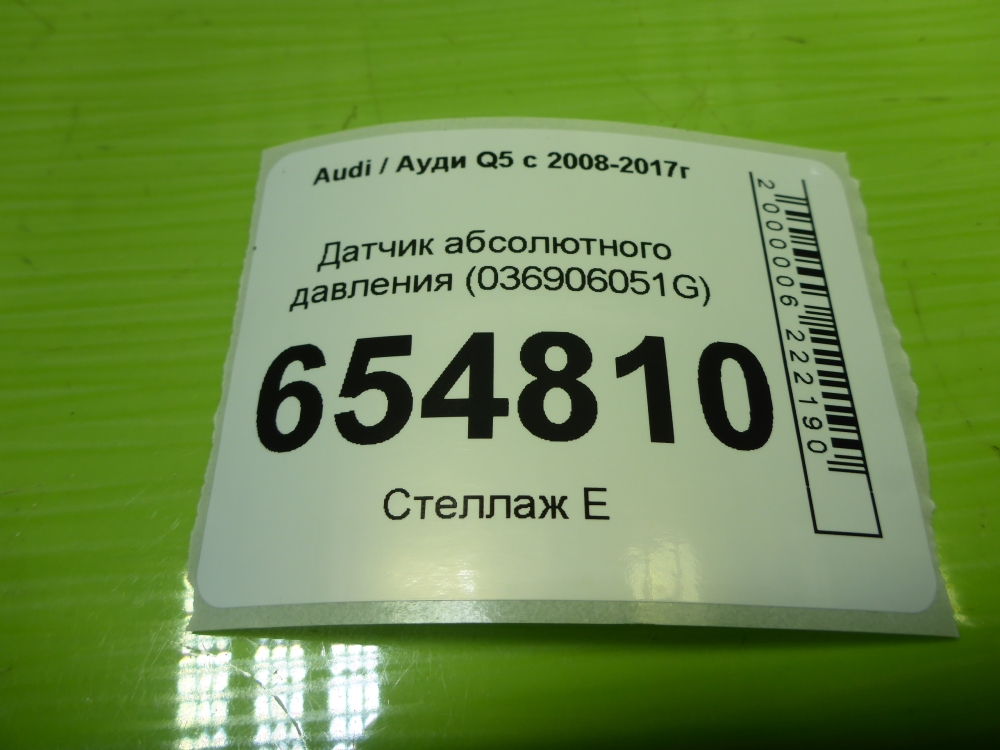 Audi / Ауди Q5 с 2008-2017г
Датчик абсолютного
давления (036906051G)
654810
Стеллаж Е
2000006222190